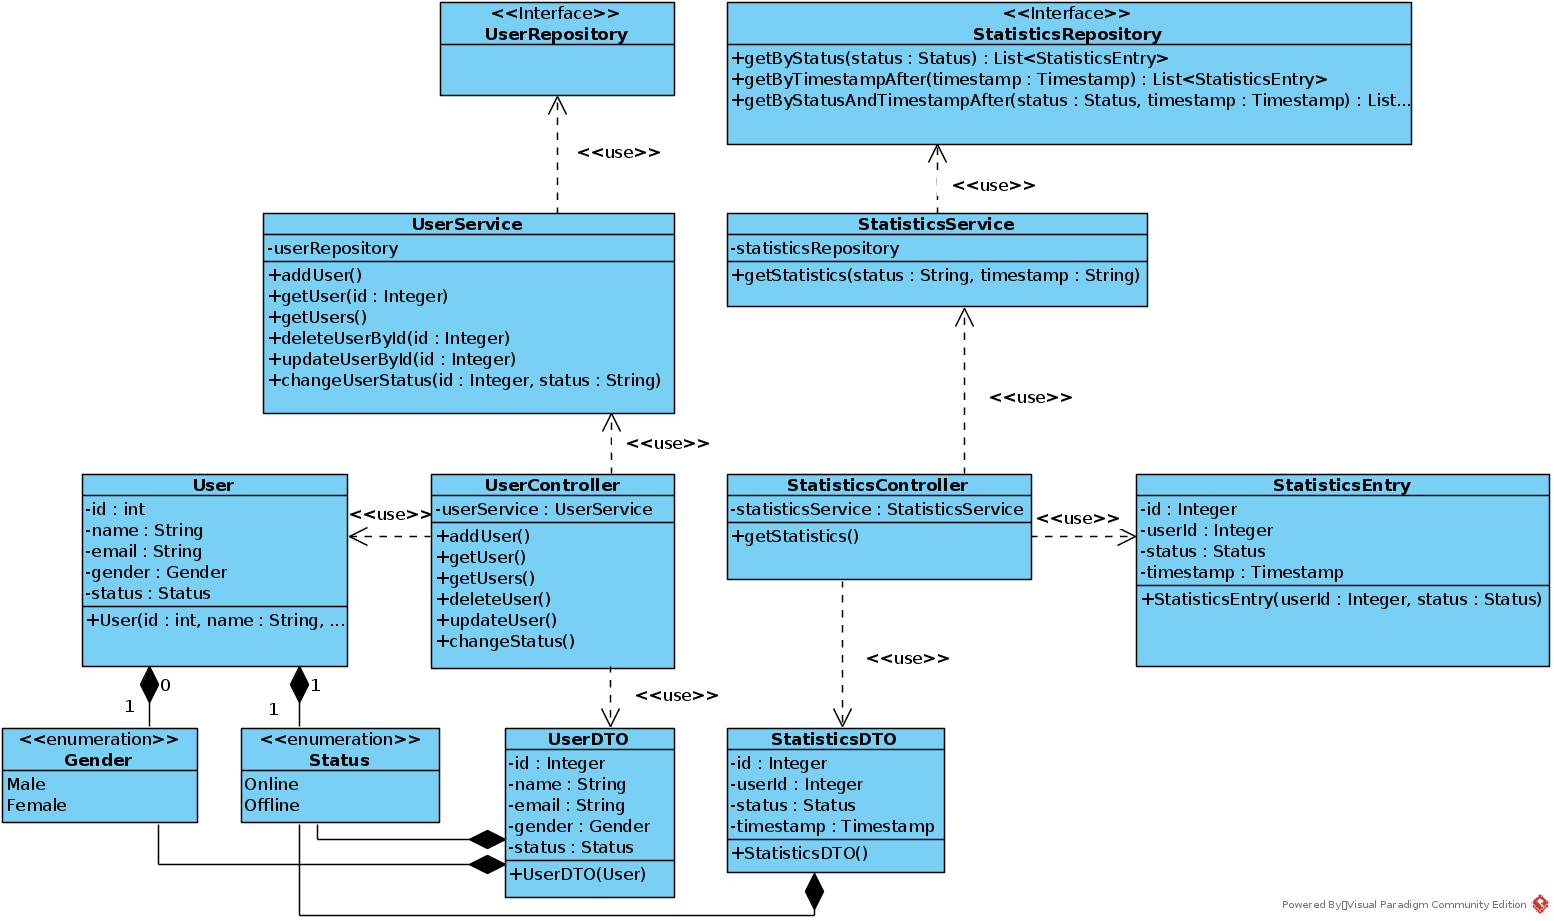 <<Interface>>
UserRepository
<<Interface>>
StatisticsRepository
+getByStatus(status : Status) : List<StatisticsEntry>
+getByTimestampAfter(timestamp : Timestamp) : List<StatisticsEntry>
+getByStatusAndTimestampAfter(status : Status, timestamp : Timestamp) : List...
<<use>>
<<use>>
UserService
-userRepository
+addUser()
+getUser(id : Integer)
+getUsers()
+deleteUserById(id : Integer)
+updateUserById(id : Integer)
+changeUserStatus(id : Integer, status : String)
StatisticsService
-statisticsRepository
+getStatistics(status : String, timestamp : String)
<<use>>
<<use>>
User
-id : int
-name : String
-email : String
-gender : Gender
-status : Status
+User(id : int, name : String, ...
<<use>>
UserController
-userService : UserService
+addUser()
+getUser()
+getUsers()
+deleteUser()
+updateUser()
+changeStatus()
StatisticsController
-statisticsService : StatisticsService
+getStatistics()
<<use>>
StatisticsEntry
-id : Integer
-userId : Integer
-status : Status
-timestamp : Timestamp
+StatisticsEntry(userId : Integer, status : Status)
0
1
1
1
<<use>>
<<use>>
<<enumeration>>
Gender
Male
Female
<<enumeration>>
Status
Online
Offline
UserDTO
-id : Integer
-name : String
-email : String
-gender : Gender
-status : Status
+UserDTO(User)
StatisticsDTO
-id : Integer
-userId : Integer
-status : Status
-timestamp : Timestamp
+StatisticsDTO()
Powered By Visual Paradigm Community Edition